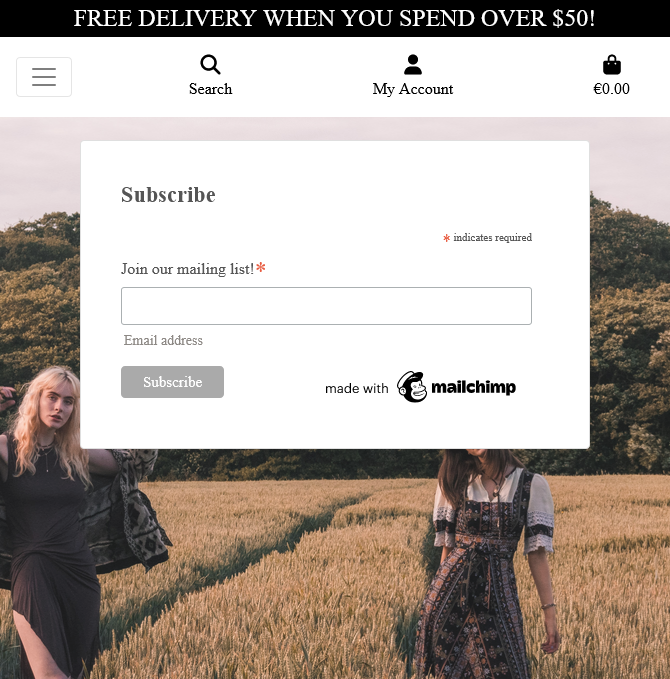 FREE DELIVERY WHEN YOU SPEND OVER $50!
Search
My Account
€0.00
Subscribe
* indicates required
Join our mailing list!*
Email address
Subscribe
made with mailchimp